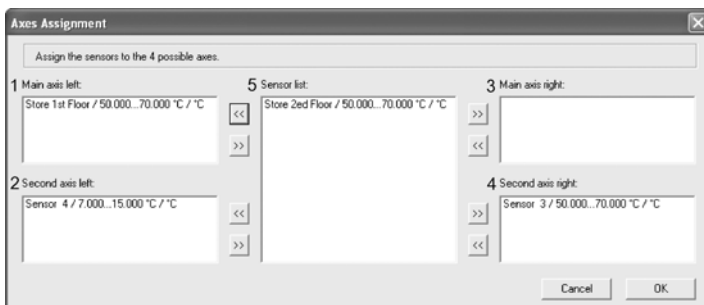 Axes Assignment
Assign the sensors to the 4 possible axes.
1 Main axis left:
Store 1st Floor / 50.000...70.000 °C / °C
<<
>>
5 Sensor list:
Store 2ed Floor / 50.000...70.000 °C / °C
3 Main axis right:
>>
<<
2 Second axis left:
Sensor 4 / 7.000...15.000 °C / °C
<<
>>
4 Second axis right:
Sensor 3 / 50.000...70.000 °C / °C
>>
<<
Cancel
OK